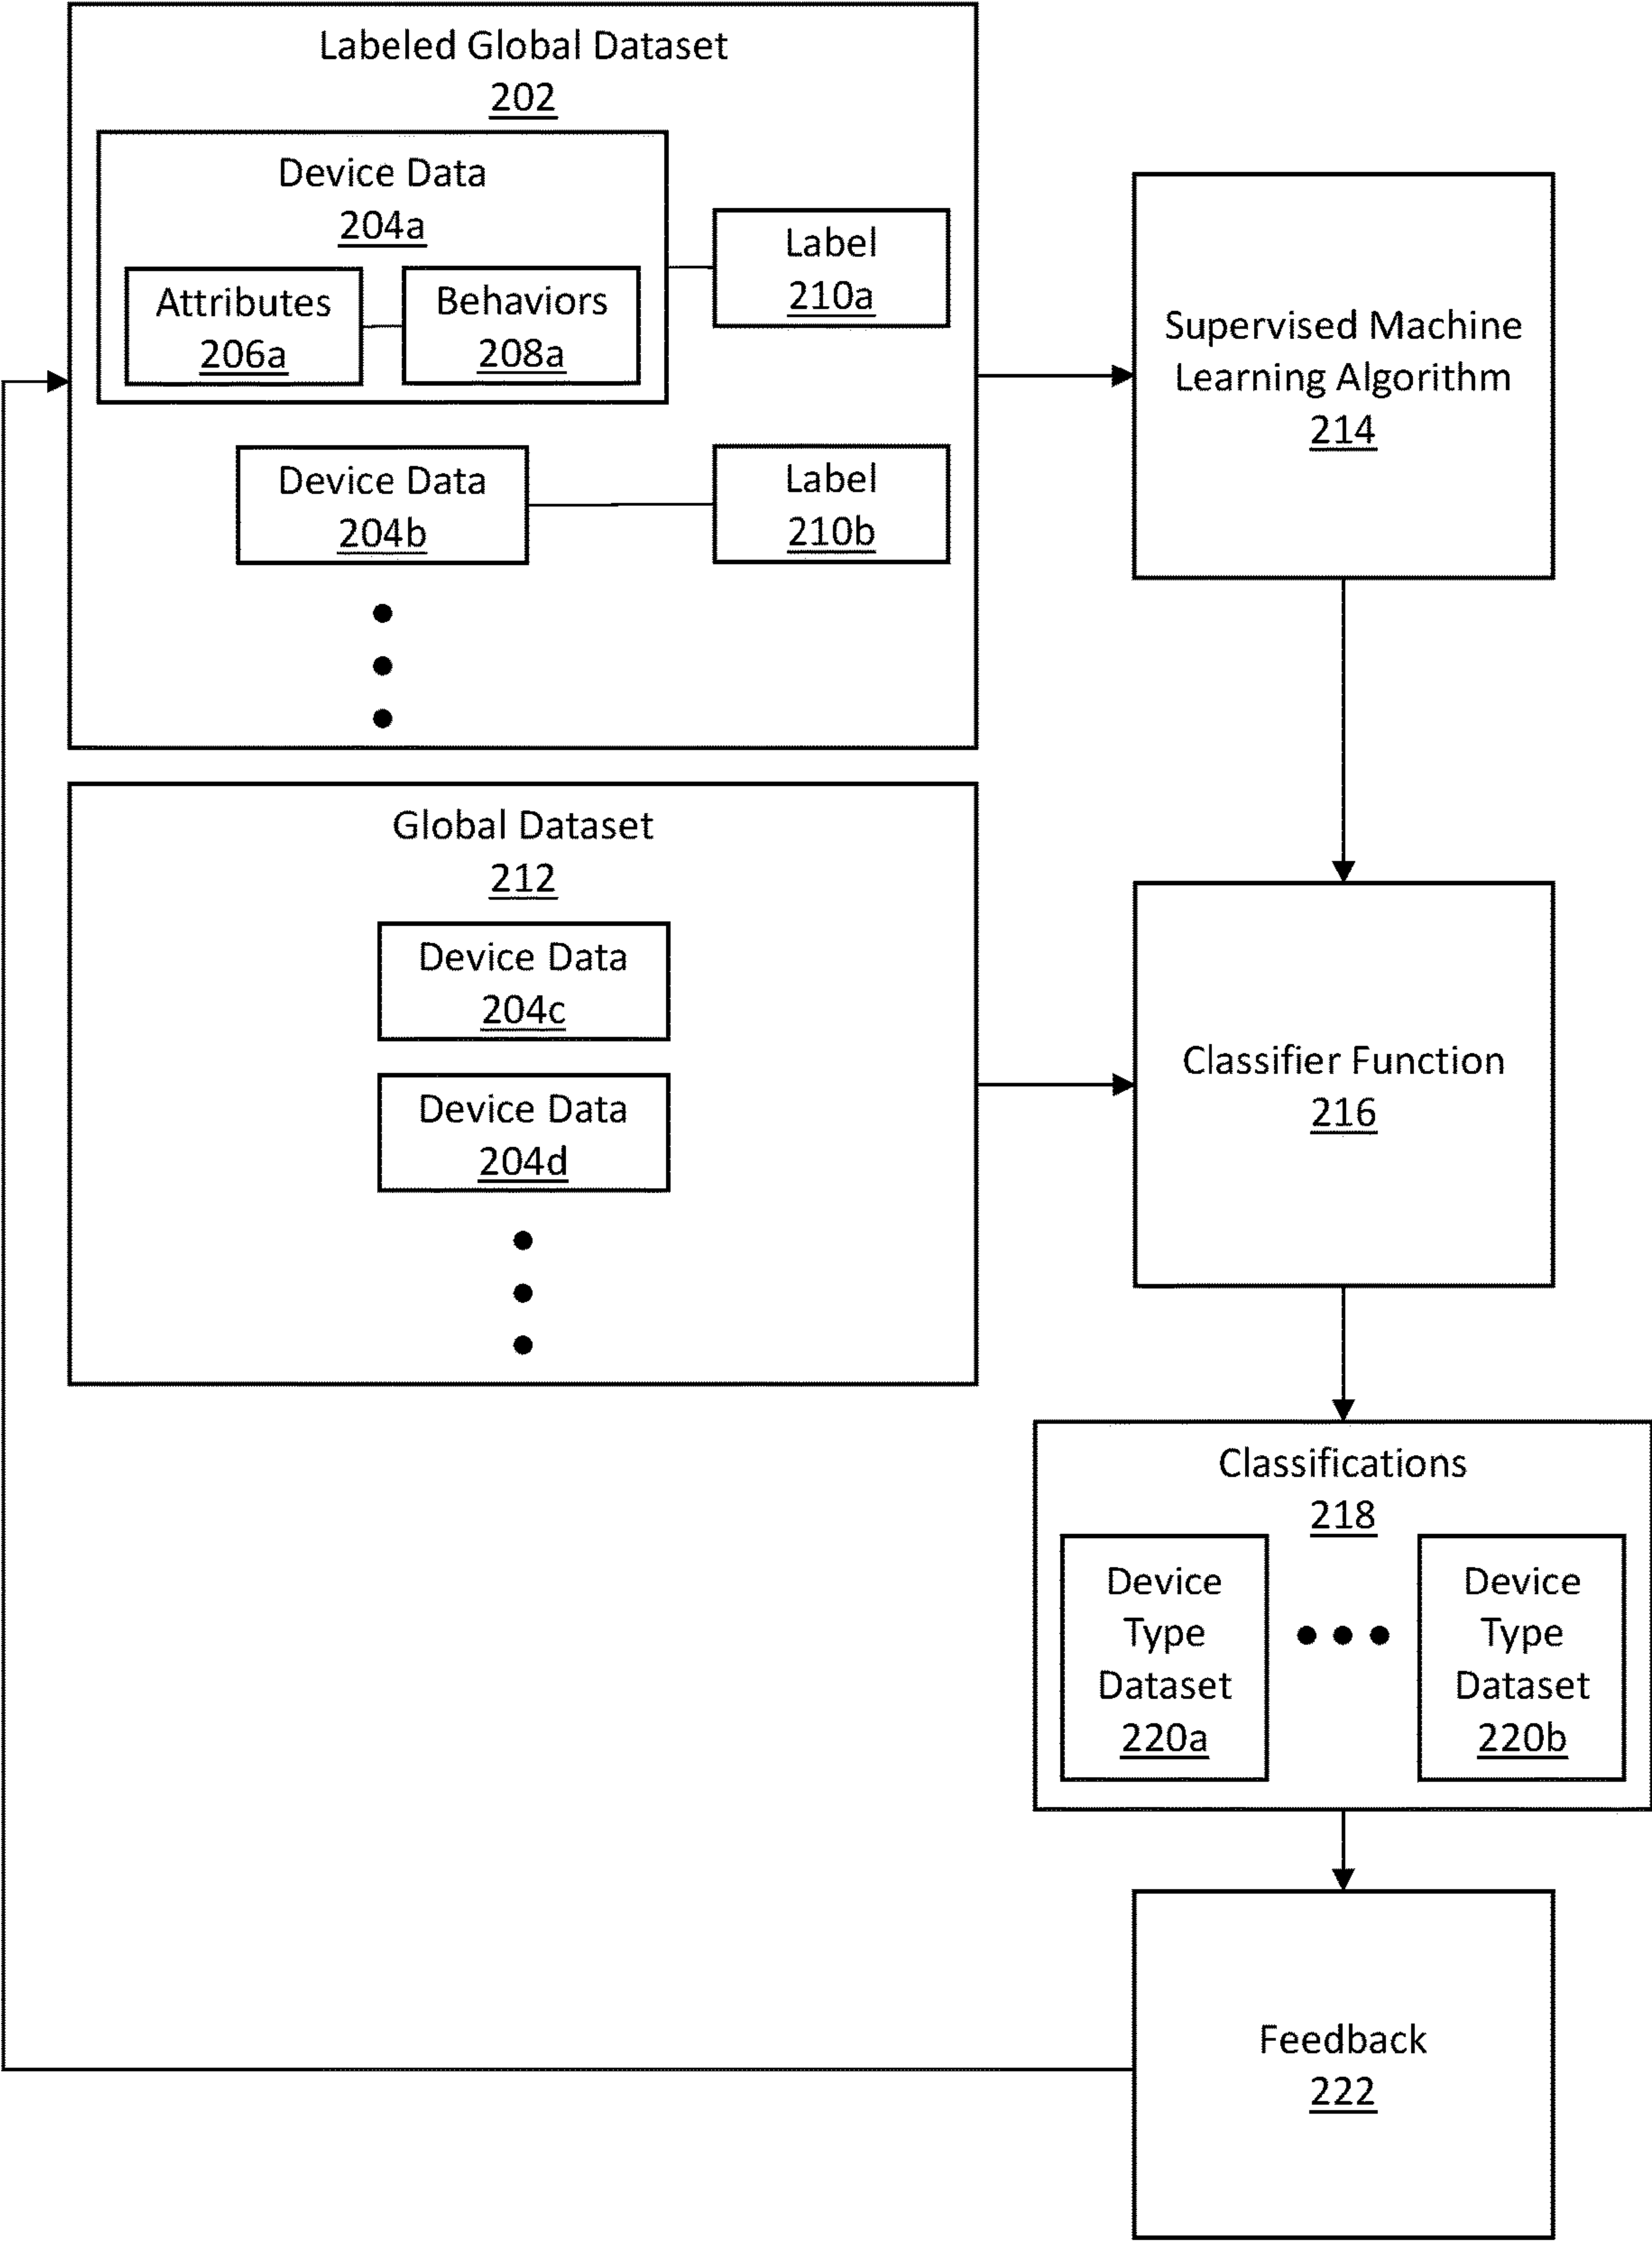 Labeled Global Dataset
202
Device Data
204a
Attributes
206a
Behaviors
208a
Label
210a
Device Data
204b
Label
210b
Supervised Machine
Learning Algorithm
214
Global Dataset
212
Device Data
204c
Device Data
204d
Classifier Function
216
Classifications
218
Device
Type
Dataset
220a
Device
Type
Dataset
220b
Feedback
222